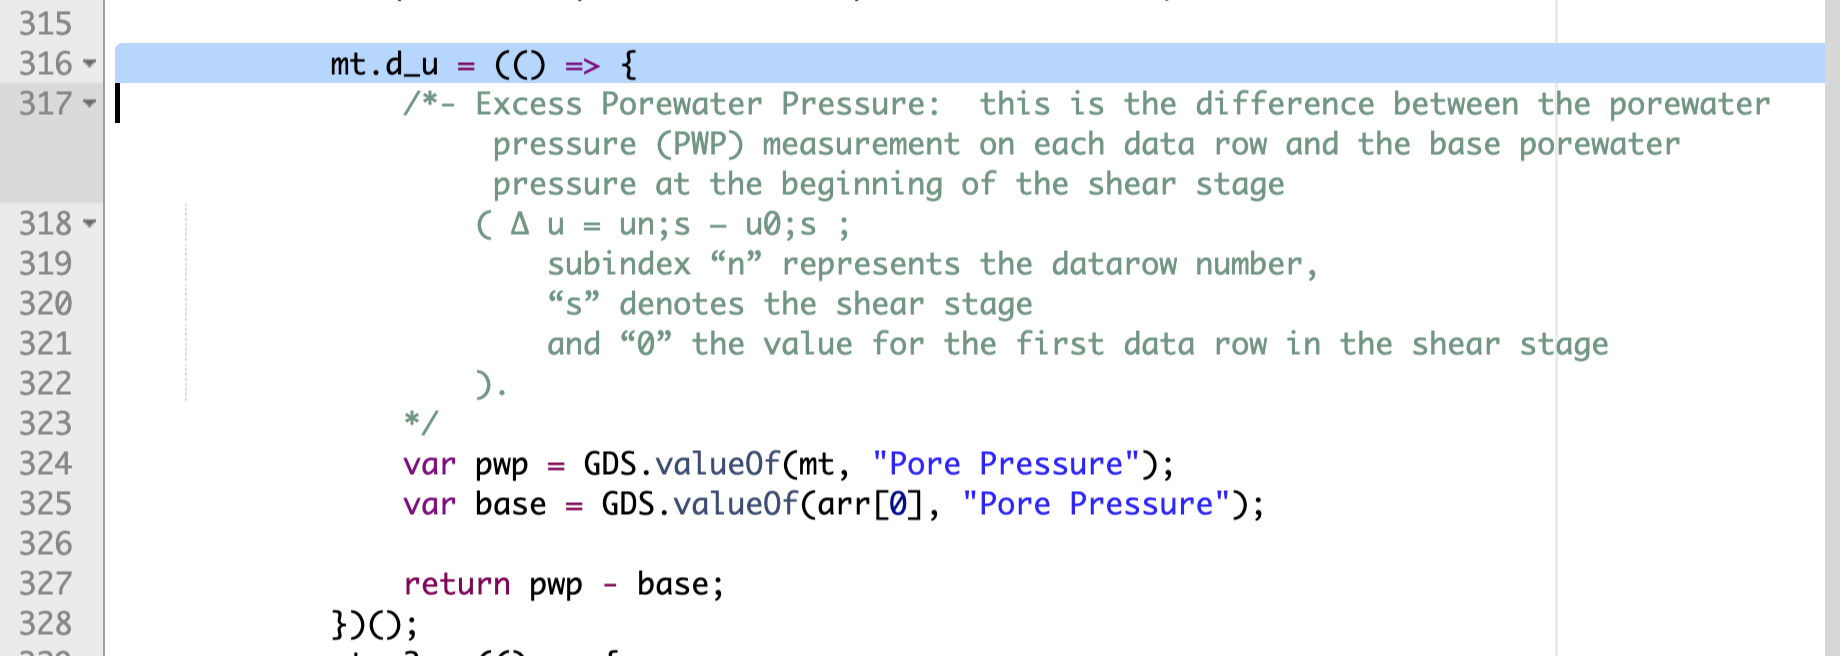 315
316 mt.d_u = (() => {
317 /*- Excess Porewater Pressure:  this is the difference between the porewater
pressure (PWP) measurement on each data row and the base porewater
pressure at the beginning of the shear stage
318 ( Δ u = un;s – u0;s ;
319 subindex “n” represents the datarow number,
320 “s” denotes the shear stage
321 and “0” the value for the first data row in the shear stage
322 ).
323 */
324 var pwp = GDS.valueOf(mt, "Pore Pressure");
325 var base = GDS.valueOf(arr[0], "Pore Pressure");
326
327 return pwp - base;
328 })();